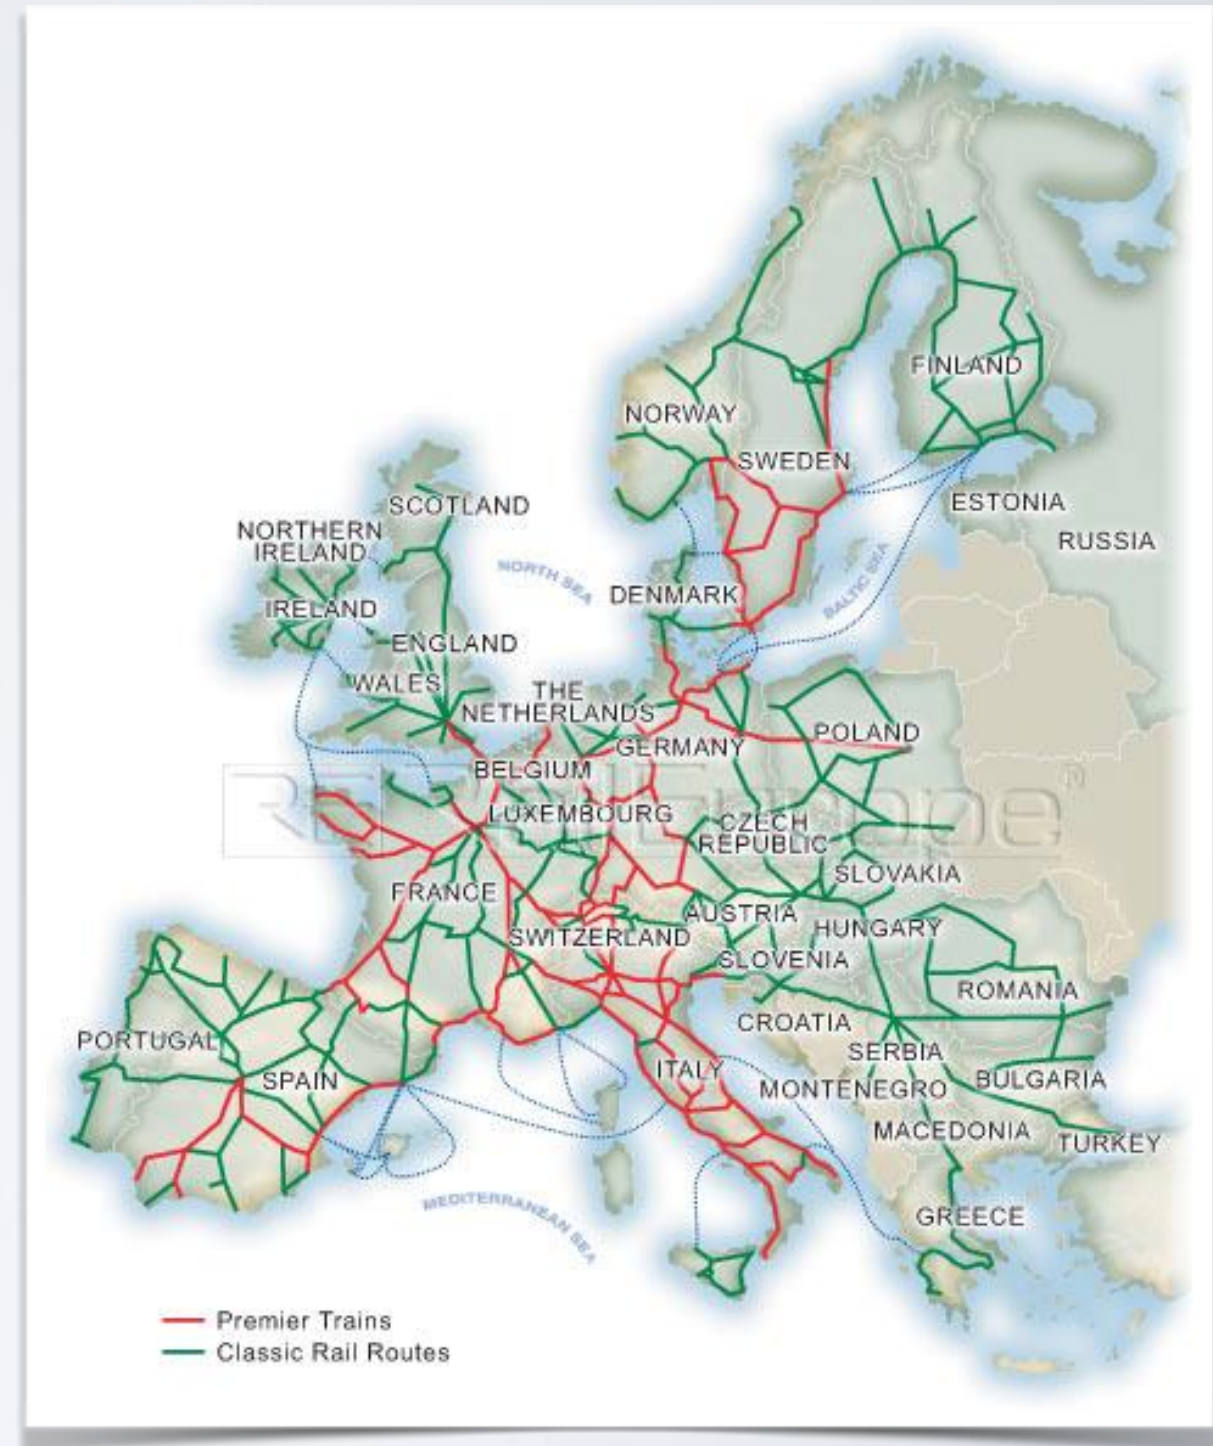 FINLAND
NORWAY
SWEDEN
SCOTLAND
ESTONIA
NORTHERN
IRELAND
RUSSIA
NORTH SEA
BALTIC SEA
DENMARK
IRELAND
ENGLAND
WALES
THE
NETHERLANDS
POLAND
GERMANY
BELGIUM
RailEurope®
LUXEMBOURG
CZECH
REPUBLIC
SLOVAKIA
FRANCE
AUSTRIA
HUNGARY
SWITZERLAND
SLOVENIA
ROMANIA
CROATIA
PORTUGAL
SERBIA
ITALY
SPAIN
MONTENEGRO
BULGARIA
MACEDONIA
TURKEY
MEDITERRANEAN SEA
GREECE
Premier Trains
Classic Rail Routes